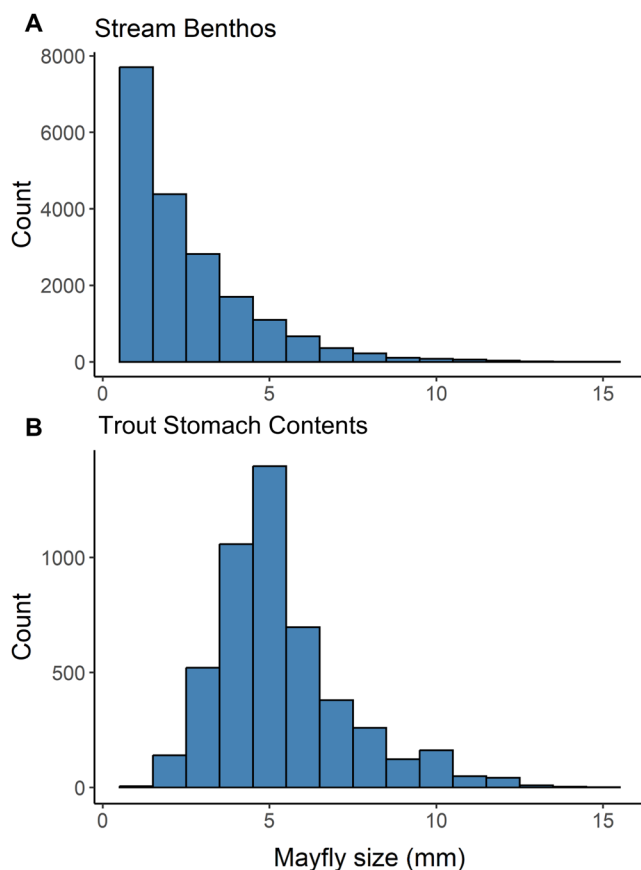 A
Stream Benthos
8000
6000
4000
2000
0
Count
0 5 10 15
B
Trout Stomach Contents
1000
500
0
Count
0 5 10 15
Mayfly size (mm)